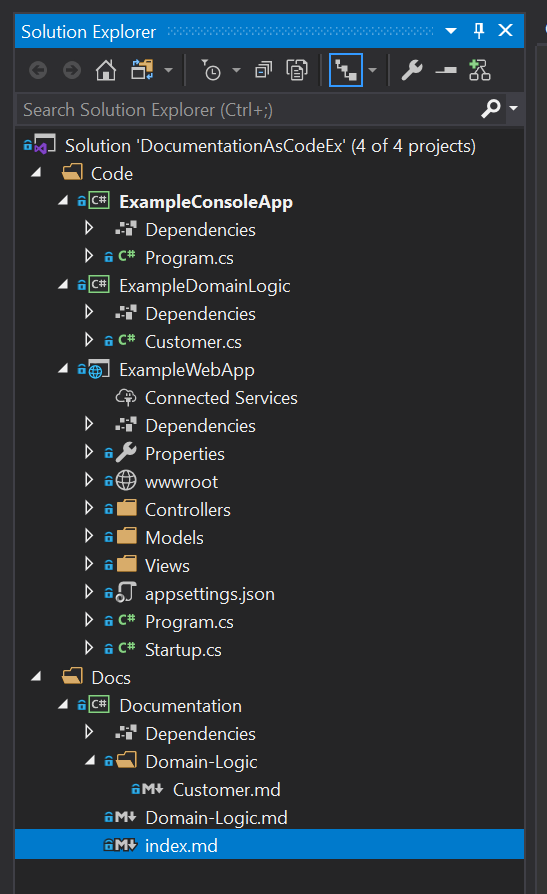 Solution Explorer
Search Solution Explorer (Ctrl+;)
Solution 'DocumentationAsCodeEx' (4 of 4 projects)
Code
C# ExampleConsoleApp
Dependencies
C# Program.cs
C# ExampleDomainLogic
Dependencies
C# Customer.cs
ExampleWebApp
Connected Services
Dependencies
Properties
wwwroot
Controllers
Models
Views
appsettings.json
C# Program.cs
C# Startup.cs
Docs
C# Documentation
Dependencies
Domain-Logic
M Customer.md
M Domain-Logic.md
M index.md